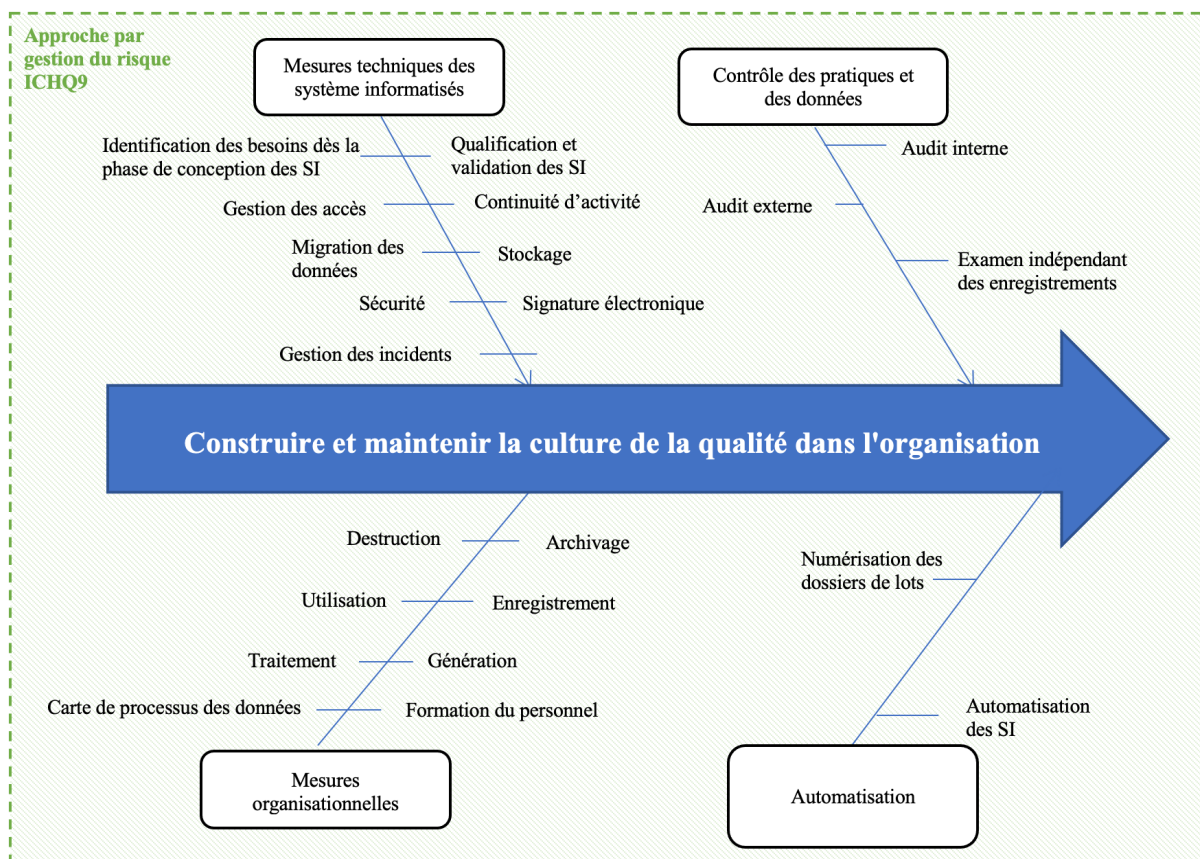 Approche par
gestion du risque
ICHQ9
Mesures techniques des
système informatisés
Contrôle des pratiques et
des données
Identification des besoins dès la
phase de conception des SI
Qualification et
validation des SI
Audit interne
Gestion des accès
Continuité d’activité
Audit externe
Migration des
données
Stockage
Examen indépendant
des enregistrements
Sécurité
Signature électronique
Gestion des incidents
Construire et maintenir la culture de la qualité dans l'organisation
Destruction
Archivage
Numérisation des
dossiers de lots
Utilisation
Enregistrement
Traitement
Génération
Carte de processus des données
Formation du personnel
Automatisation
des SI
Mesures
organisationnelles
Automatisation